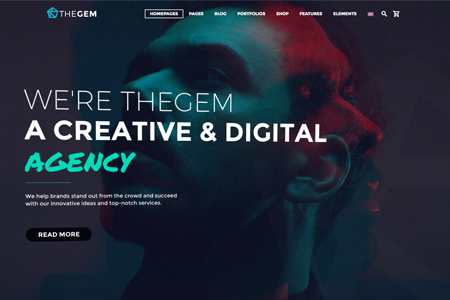 THEGEM
HOMEPAGES PAGES BLOG PORTFOLIOS SHOP FEATURES ELEMENTS
WE'RE THEGEM
A CREATIVE & DIGITAL
AGENCY
We help brands stand out from the crowd and succeed
with our innovative ideas and top-notch services.
READ MORE